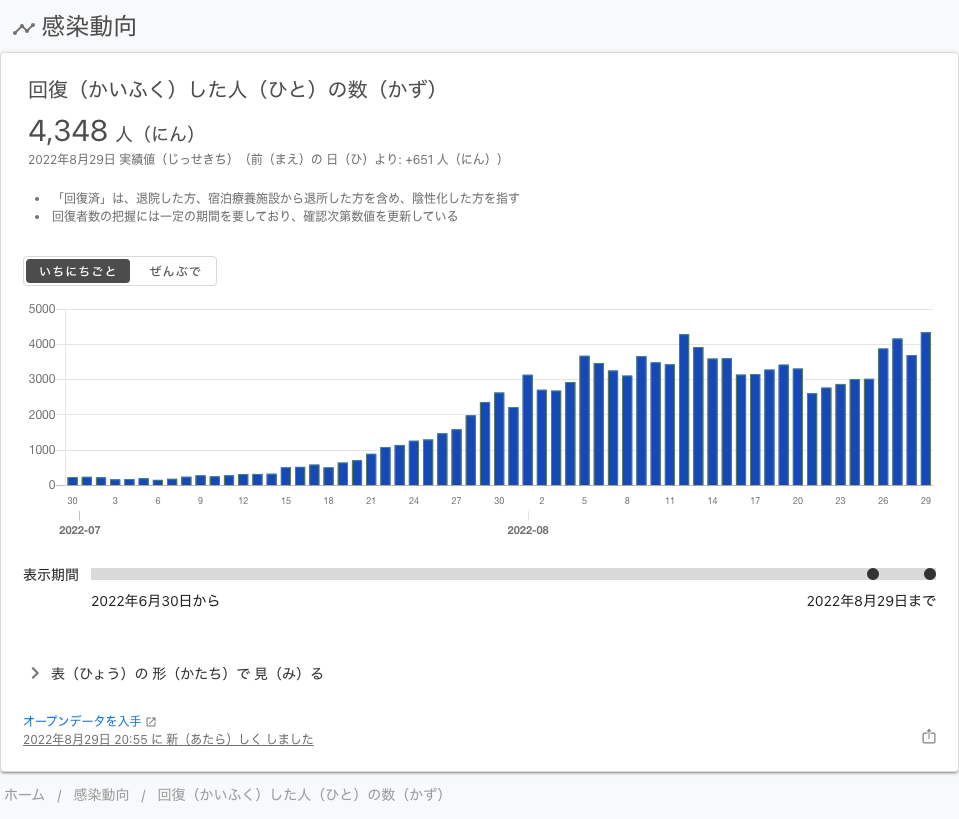 感染動向
回復（かいふく）した人（ひと）の数（かず）
4,348 人（にん）
2022年8月29日 実績値（じっせきち）（前（まえ）の 日（ひ）より: +651 人（にん））
「回復済」は、退院した方、宿泊療養施設から退所した方を含め、陰性化した方を指す
回復者数の把握には一定の期間を要しており、確認次第数値を更新している
いちにちごと ぜんぶで
5000
4000
3000
2000
1000
0
30 3 6 9 12 15 18 21 24 27 30 2 5 8 11 14 17 20 23 26 29
2022-07 2022-08
表示期間
2022年6月30日から 2022年8月29日まで
表（ひょう）の 形（かたち）で 見（み）る
オープンデータを入手
2022年8月29日 20:55 に 新（あたら）しく しました
ホーム / 感染動向 / 回復（かいふく）した人（ひと）の数（かず）